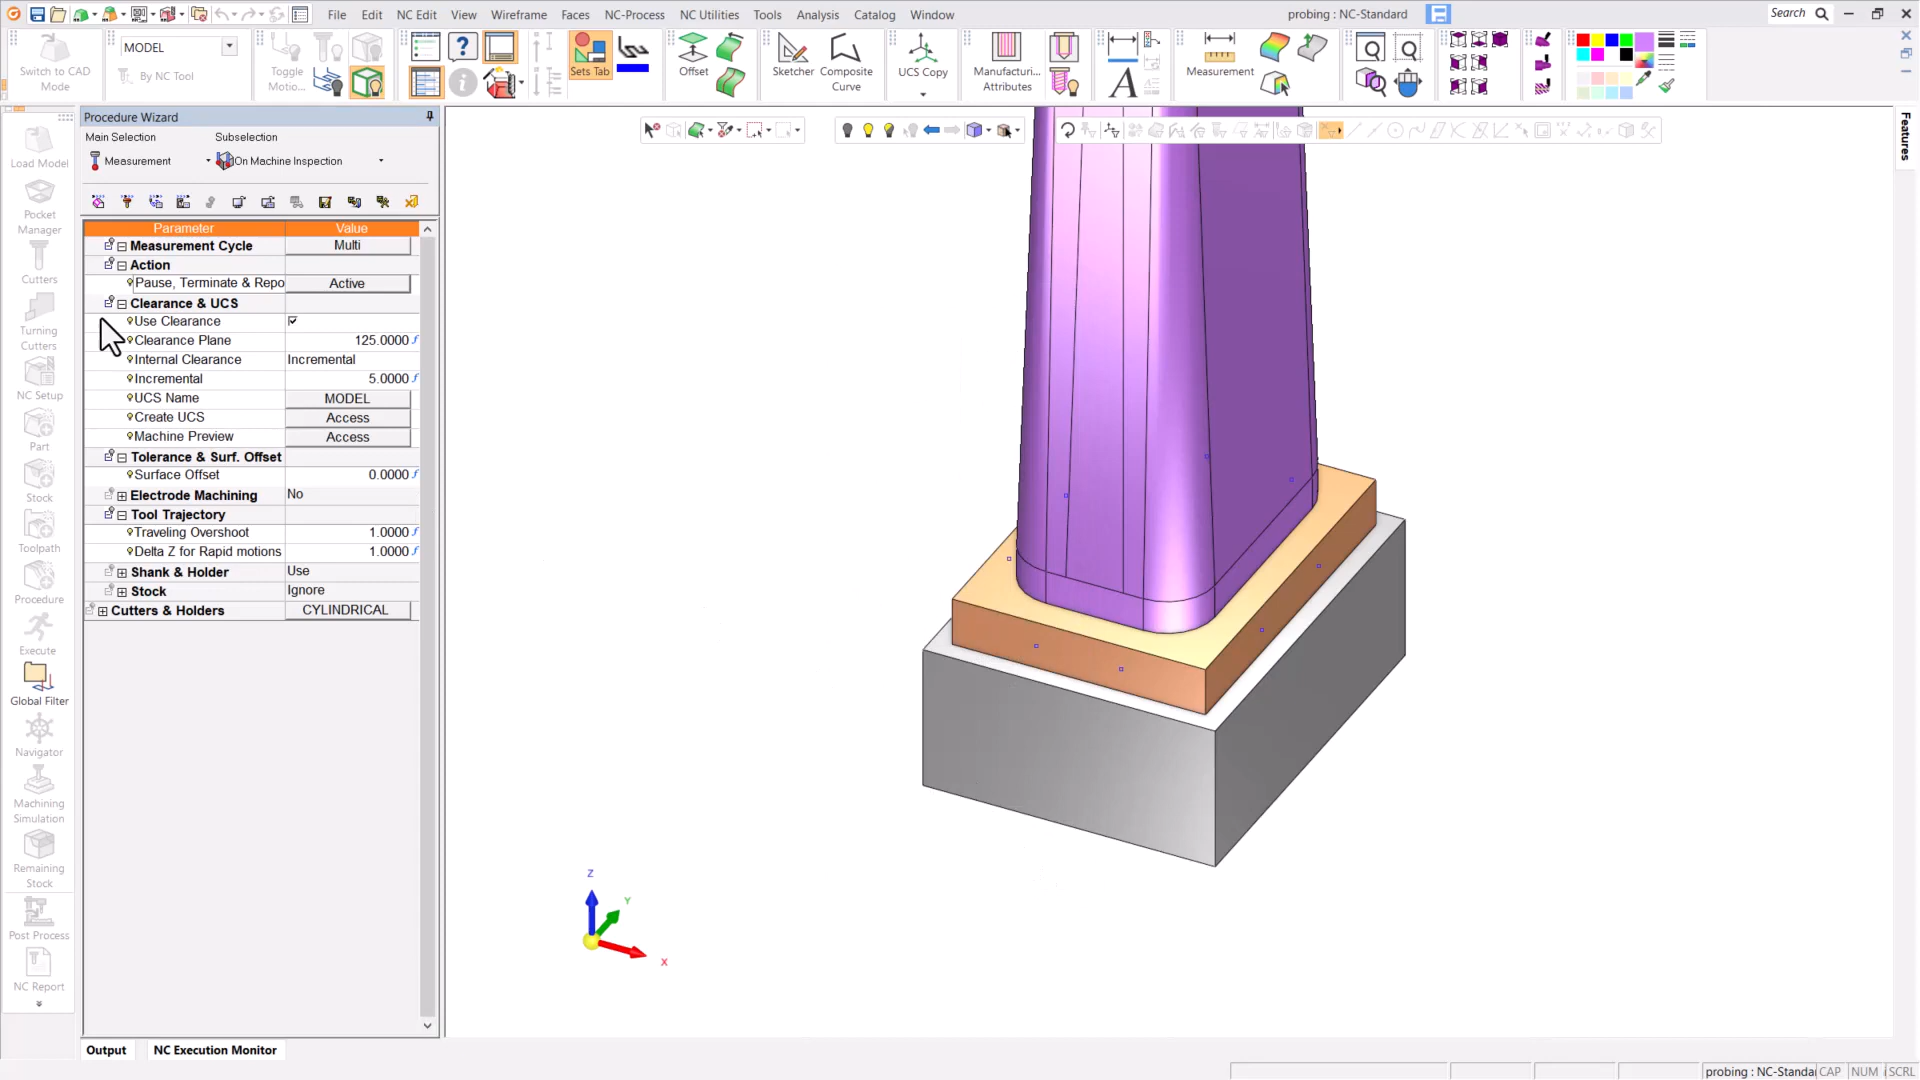 File Edit NC Edit View Wireframe Faces NC-Process NC Utilities Tools Analysis Catalog Window
probing : NC-Standard
Search
Switch to CAD Mode
MODEL
By NC Tool
Toggle Motio...
Sets Tab
Offset
Sketcher
Composite Curve
UCS Copy
Manufacturi... Attributes
Measurement
Load Model
Pocket Manager
Cutters
Turning Cutters
NC Setup
Part
Stock
Toolpath
Procedure
Execute
Global Filter
Navigator
Machining Simulation
Remaining Stock
Post Process
NC Report
Procedure Wizard
Main Selection Subselection
Measurement On Machine Inspection
Parameter Value
Measurement Cycle Multi
Action
Pause, Terminate & Repo Active
Clearance & UCS
Use Clearance
Clearance Plane 125.0000 f
Internal Clearance Incremental
Incremental 5.0000 f
UCS Name MODEL
Create UCS Access
Machine Preview Access
Tolerance & Surf. Offset
Surface Offset 0.0000 f
Electrode Machining No
Tool Trajectory
Traveling Overshoot 1.0000 f
Delta Z for Rapid motions 1.0000 f
Shank & Holder Use
Stock Ignore
Cutters & Holders CYLINDRICAL
Features
Z
Y
X
Output NC Execution Monitor
probing : NC-Standar CAP NUM SCRL